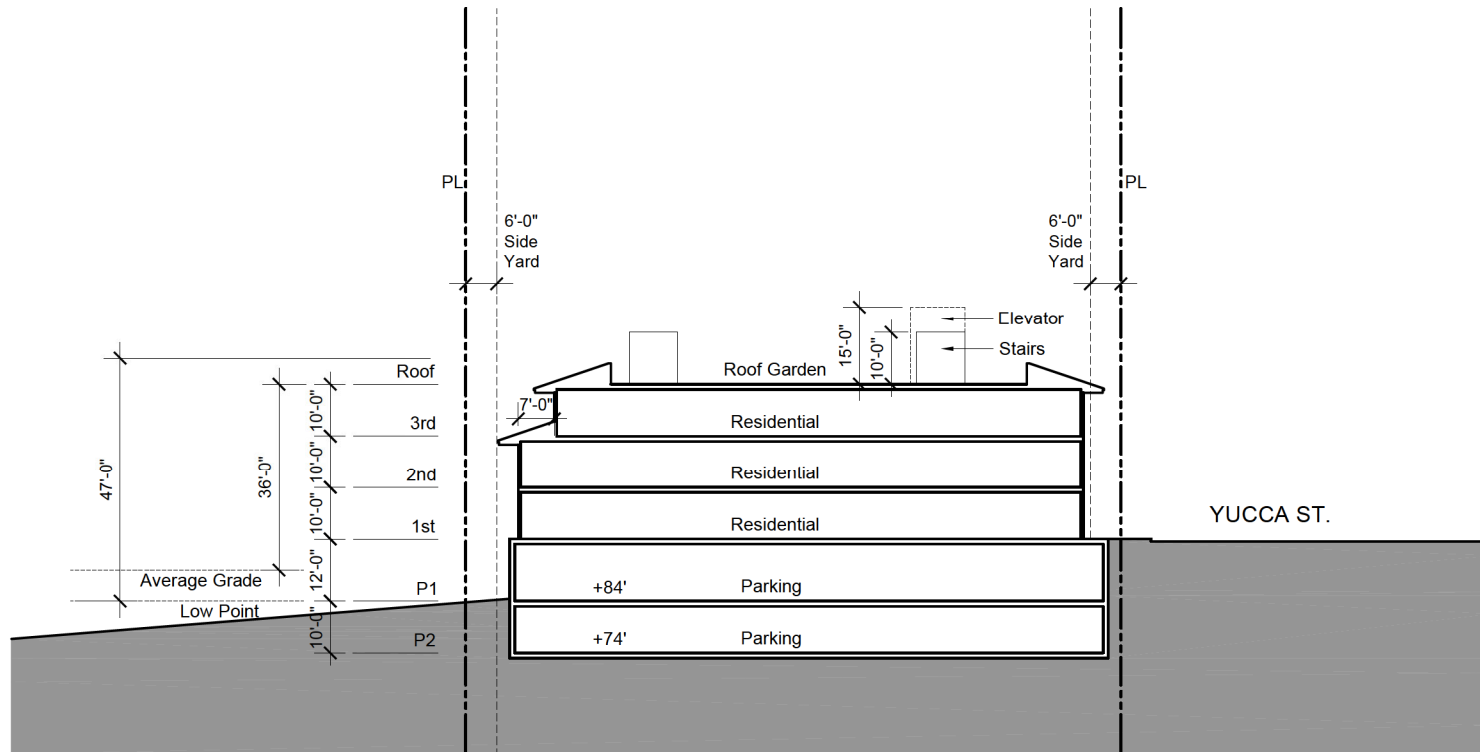 PL
PL
6'-0"
Side
Yard
6'-0"
Side
Yard
Elevator
Stairs
15'-0"
10'-0"
Roof
Roof Garden
7'-0"
10'-0"
3rd
Residential
47'-0"
36'-0"
10'-0"
2nd
Residential
10'-0"
1st
Residential
YUCCA ST.
Average Grade
12'-0"
P1
+84'
Parking
Low Point
10'-0"
P2
+74'
Parking